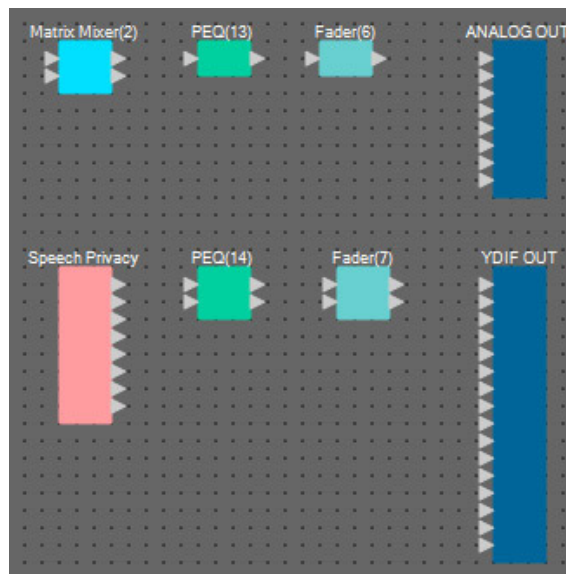 Matrix Mixer(2) PEQ(13) Fader(6) ANALOG OUT
Speech Privacy PEQ(14) Fader(7) YDIF OUT